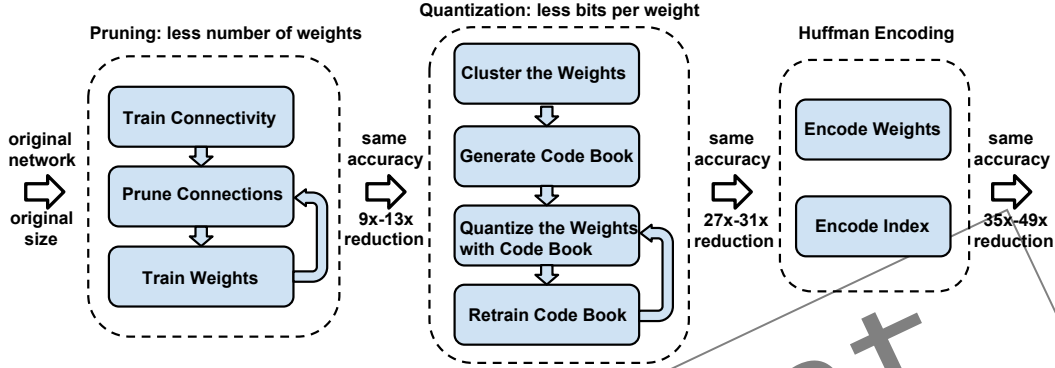 Quantization: less bits per weight
Pruning: less number of weights
Huffman Encoding
original
network
original
size
Train Connectivity
Prune Connections
Train Weights
same
accuracy
9x-13x
reduction
Cluster the Weights
Generate Code Book
Quantize the Weights
with Code Book
Retrain Code Book
same
accuracy
27x-31x
reduction
Encode Weights
Encode Index
same
accuracy
35x-49x
reduction